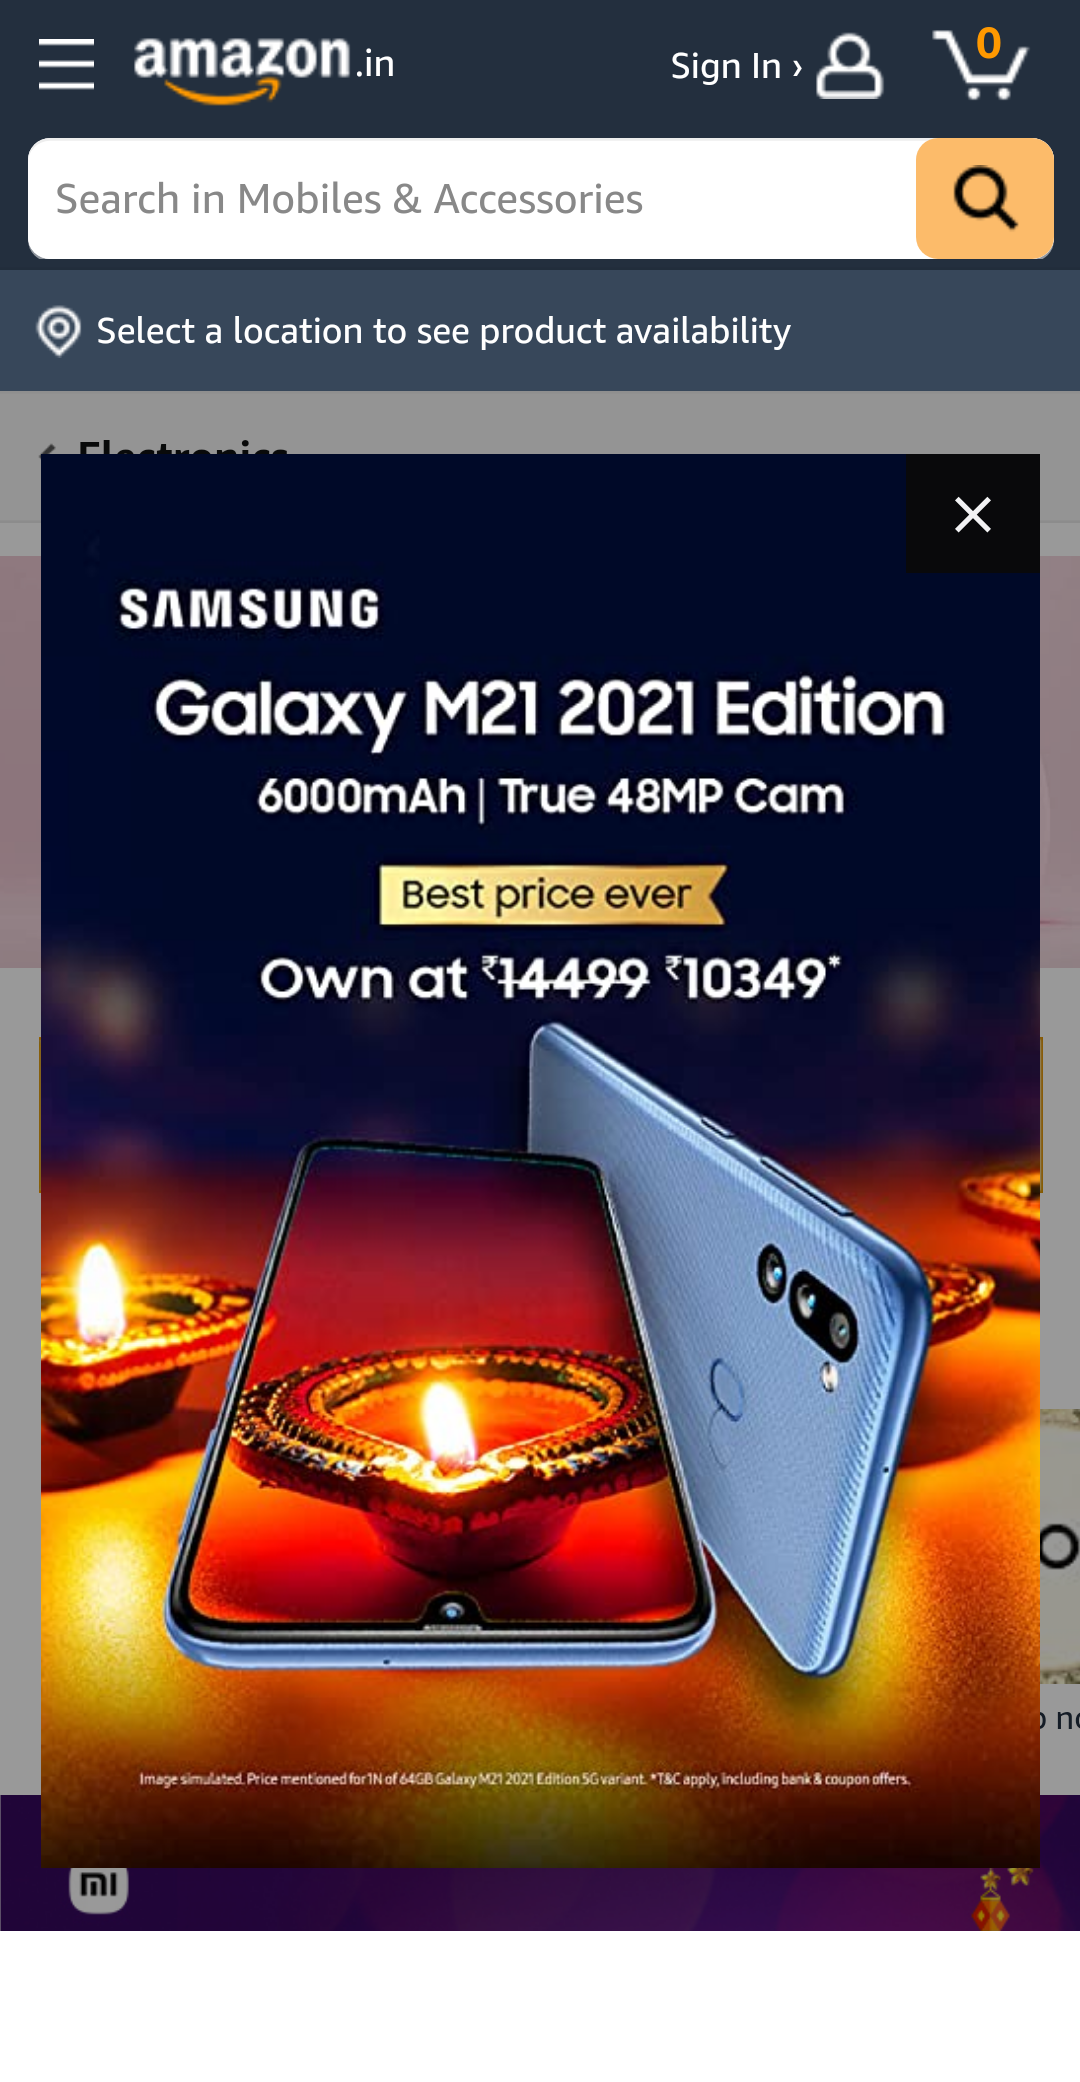 amazon.in
Sign In ›
0
Search in Mobiles & Accessories
Select a location to see product availability
Electronics
SAMSUNG
Galaxy M21 2021 Edition
6000mAh | True 48MP Cam
Best price ever
Own at ₹14499 ₹10349*
Image simulated. Price mentioned for 1N of 64GB Galaxy M21 2021 Edition 5G variant. *T&C apply, including bank & coupon offers.
mi